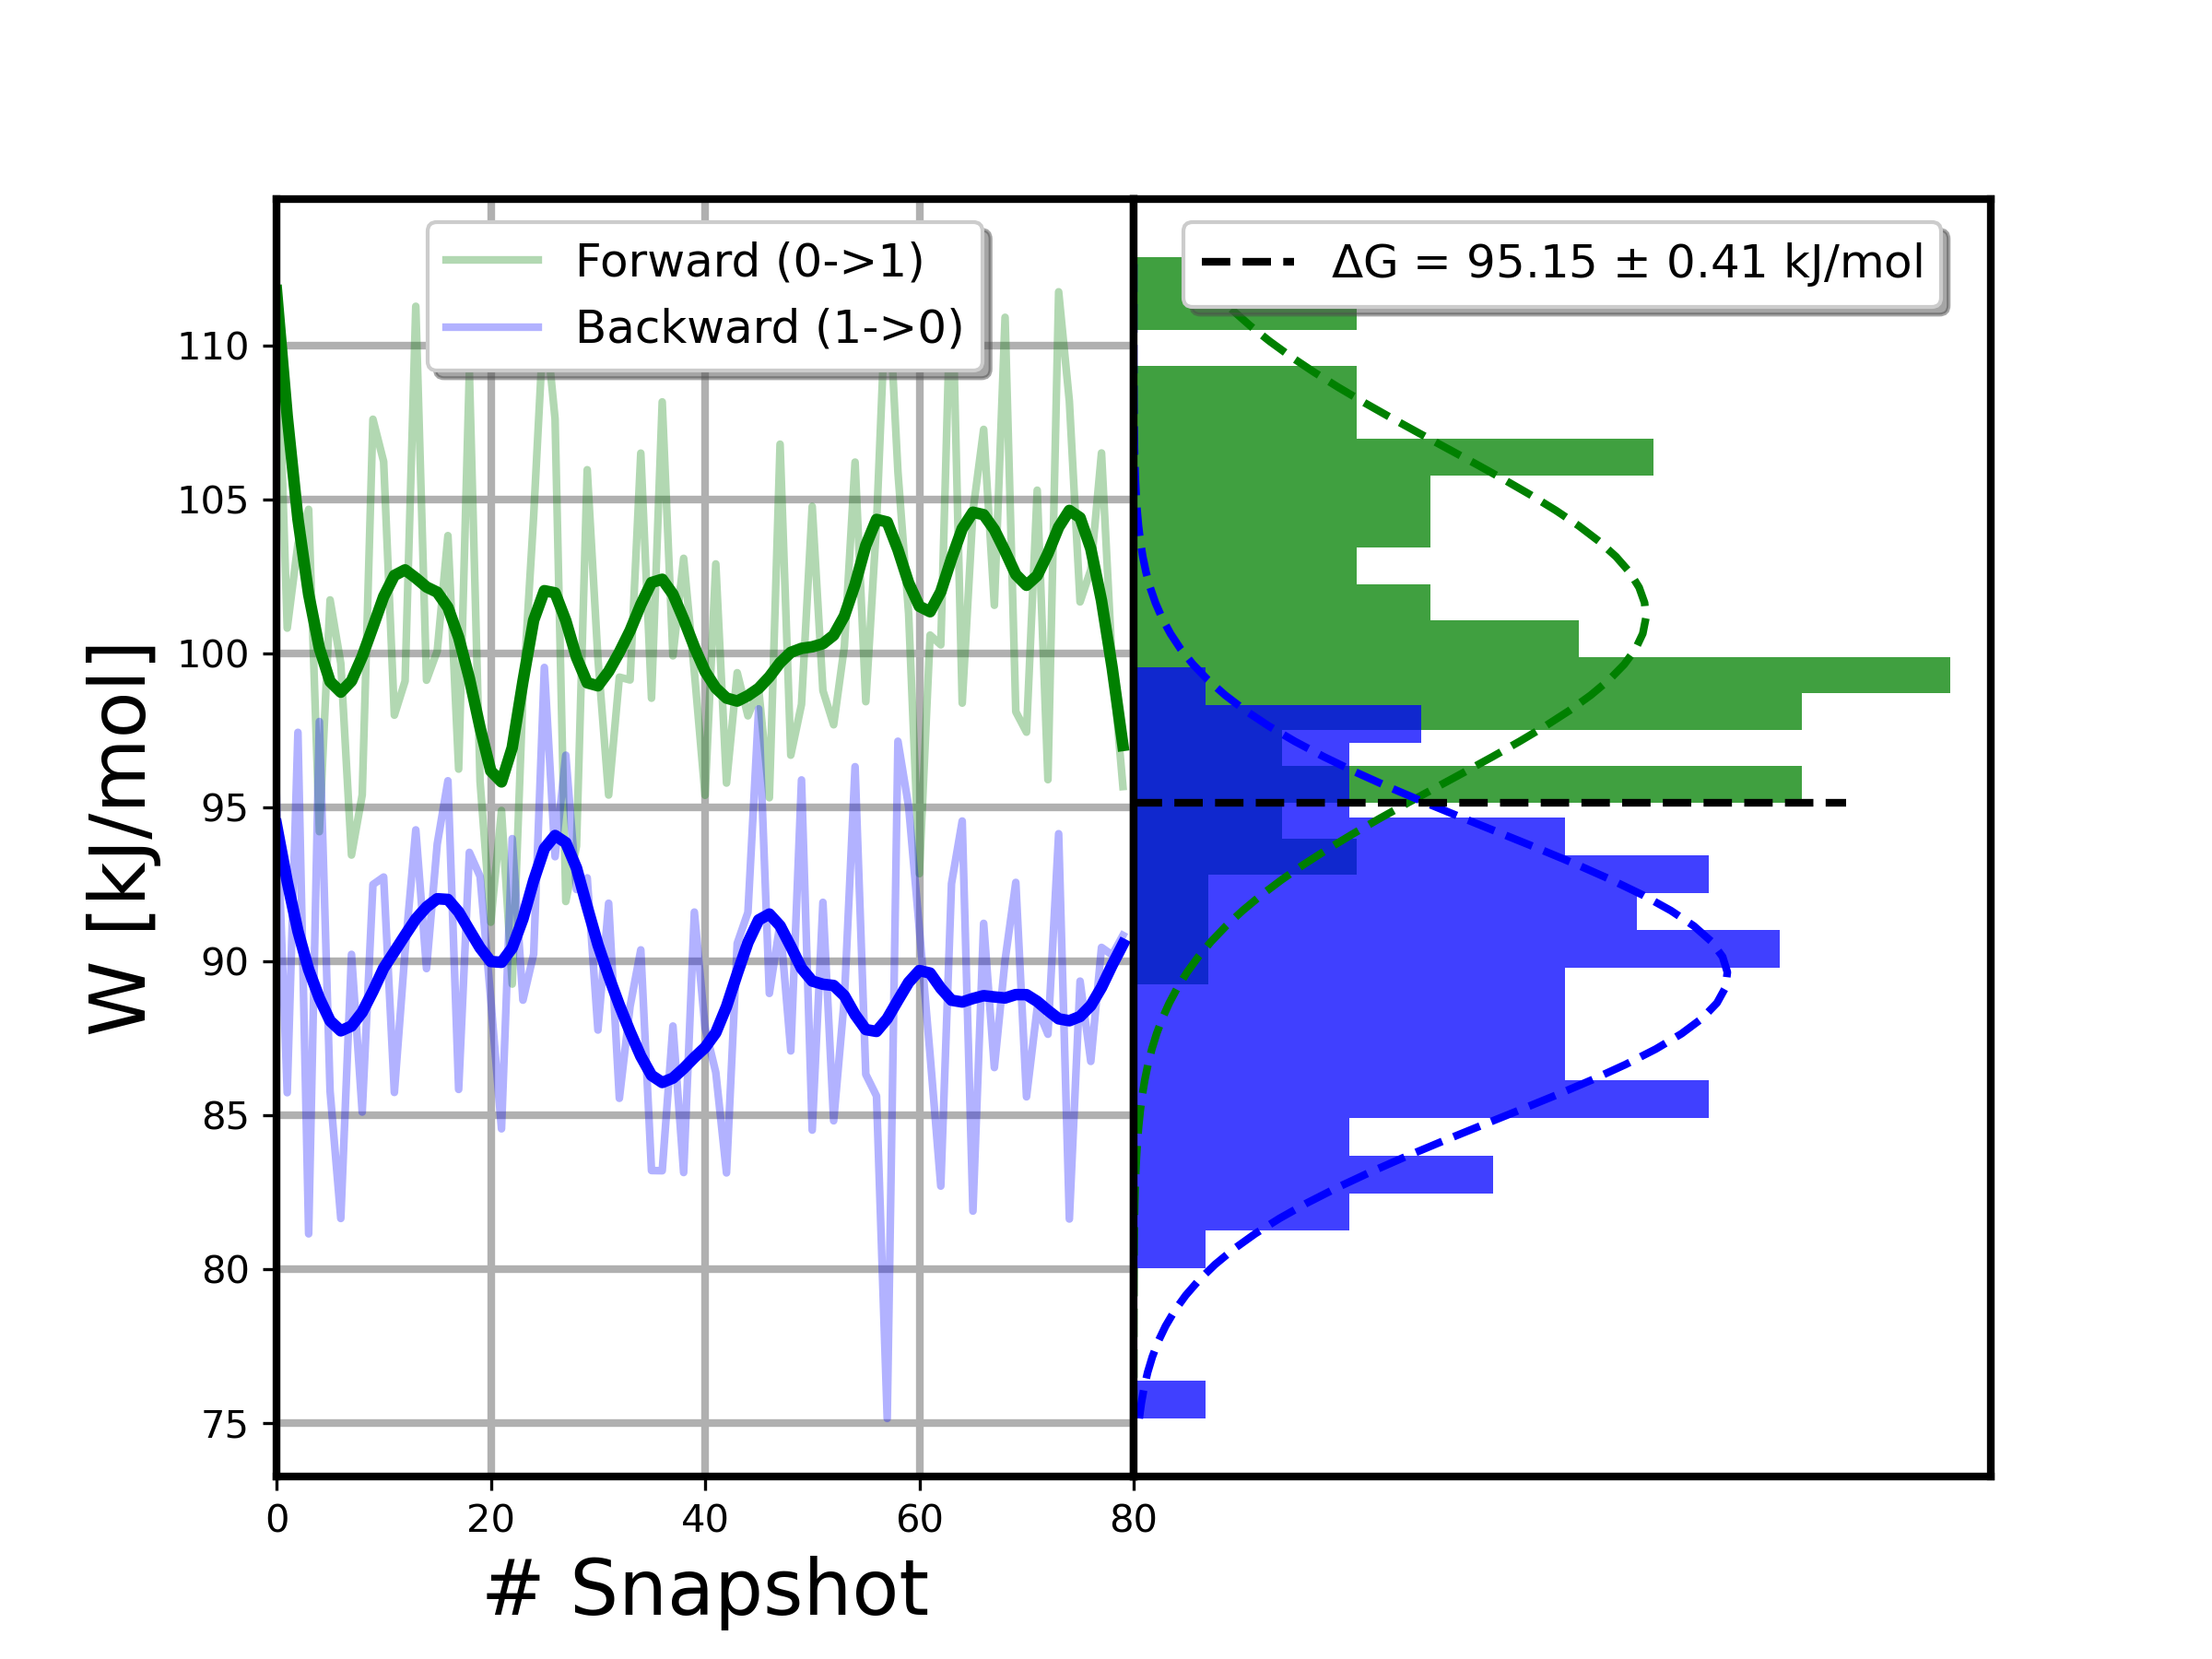 Forward (0->1)
Backward (1->0)
ΔG = 95.15 ± 0.41 kJ/mol
W [kJ/mol]
110
105
100
95
90
85
80
75
0 20 40 60 80
# Snapshot